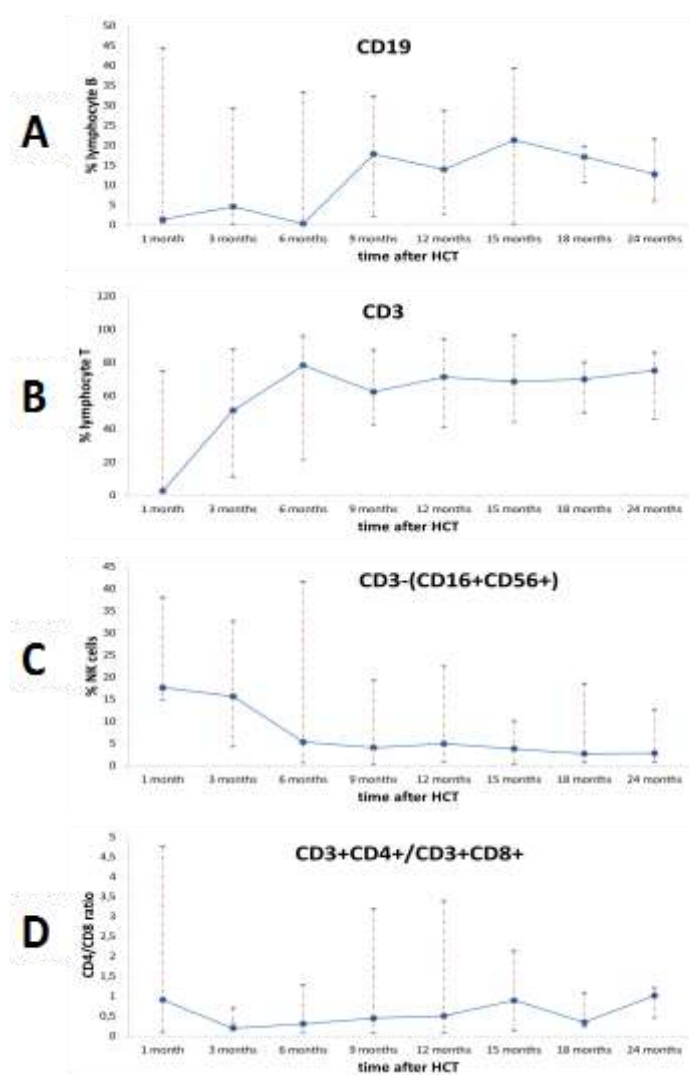 A
CD19
% lymphocyte B
50
45
40
35
30
25
20
15
10
5
0
1 month 3 months 6 months 9 months 12 months 15 months 18 months 24 months
time after HCT
B
CD3
% lymphocyte T
120
100
80
60
40
20
0
1 month 3 months 6 months 9 months 12 months 15 months 18 months 24 months
time after HCT
C
CD3-(CD16+CD56+)
% NK cells
45
40
35
30
25
20
15
10
5
0
1 month 3 months 6 months 9 months 12 months 15 months 18 months 24 months
time after HCT
D
CD3+CD4+/CD3+CD8+
CD4/CD8 ratio
5
4,5
4
3,5
3
2,5
2
1,5
1
0,5
0
1 month 3 months 6 months 9 months 12 months 15 months 18 months 24 months
time after HCT